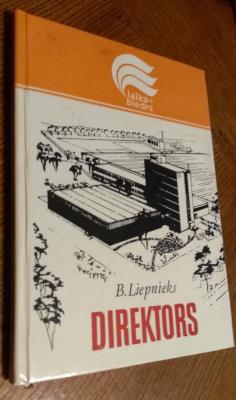 laika-
biedrs
B. Liepnieks
DIREKTORS